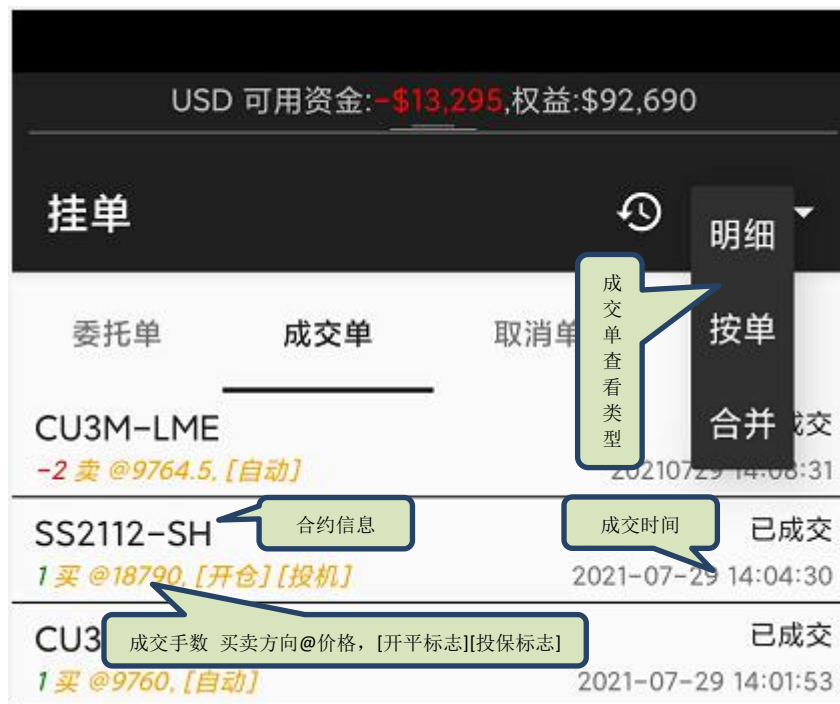 USD 可用资金:-$13,295,权益:$92,690
挂单
明细
按单
合并
成交单查看类型
委托单
成交单
取消单
CU3M-LME
成交
-2 卖 @9764.5, [自动]
20210729 14:08:31
SS2112-SH
合约信息
成交时间
已成交
1 买 @18790, [开仓] [投机]
2021-07-29 14:04:30
CU3
成交手数 买卖方向@价格，[开平标志][投保标志]
已成交
1 买 @9760, [自动]
2021-07-29 14:01:53